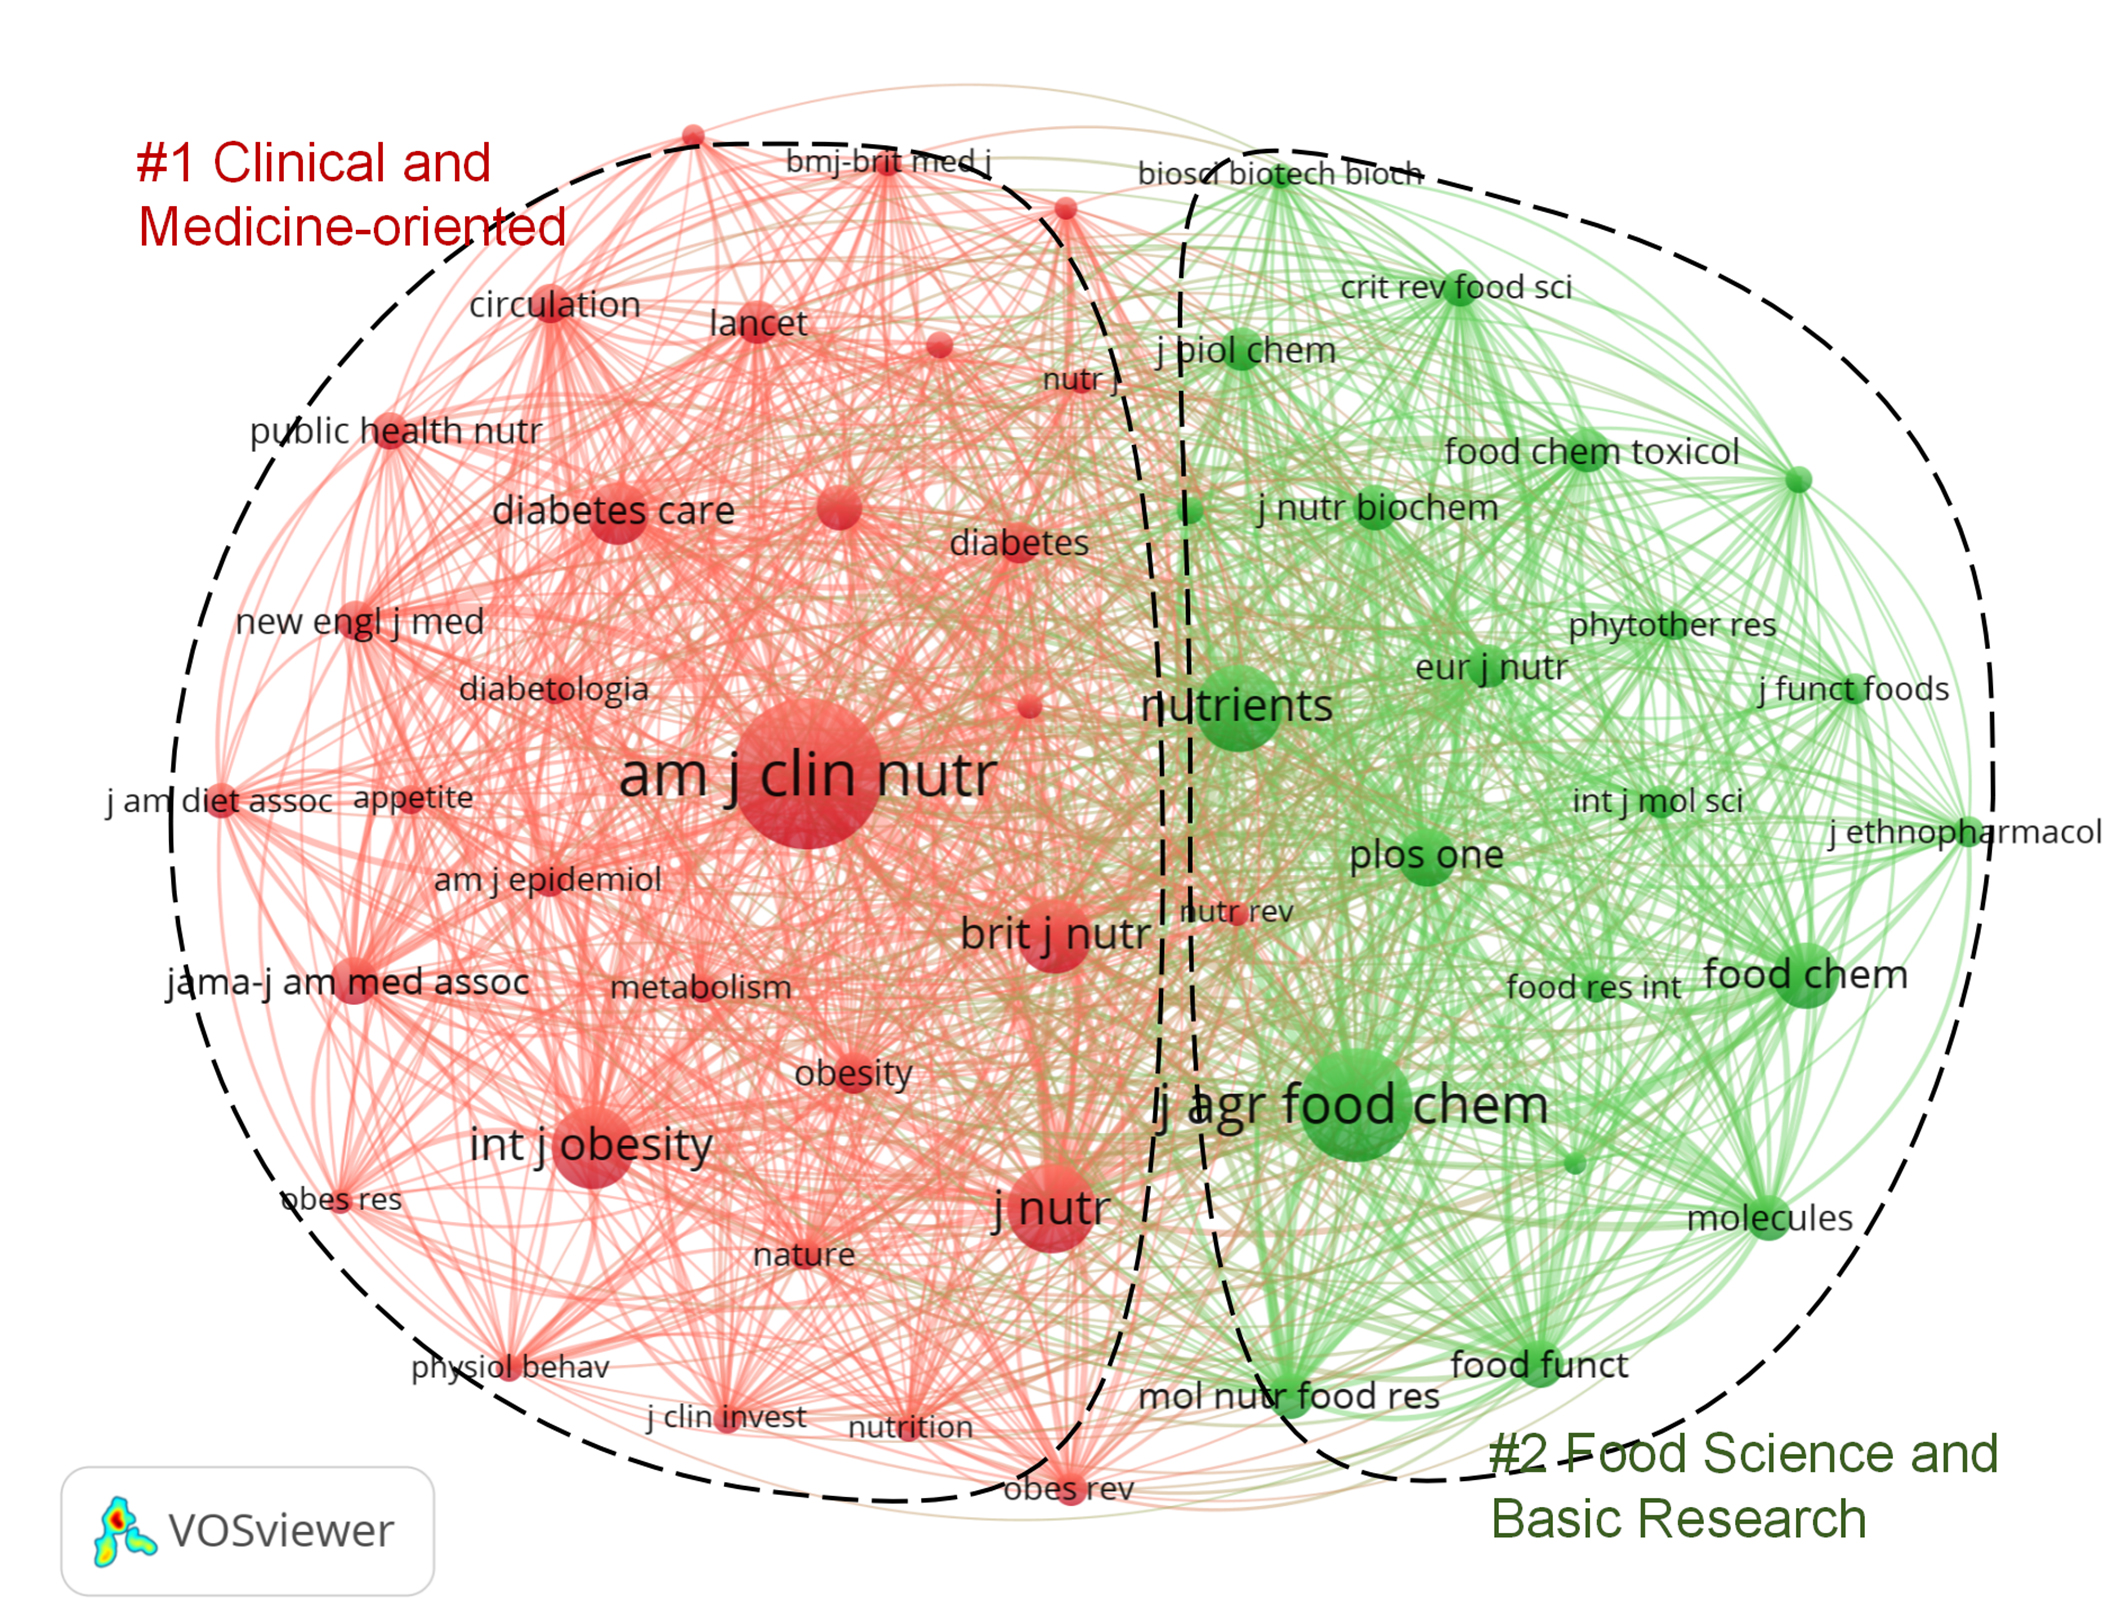 #1 Clinical and
Medicine-oriented
bmj-brit med j
biosci biotech bioch
crit rev food sci
circulation
lancet
j biol chem
nutr j
public health nutr
food chem toxicol
diabetes care
j nutr biochem
diabetes
new engl j med
phytother res
eur j nutr
diabetologia
j funct foods
nutrients
am j clin nutr
j am diet assoc
appetite
int j mol sci
j ethnopharmacol
plos one
am j epidemiol
nutr rev
brit j nutr
food chem
jama-j am med assoc
metabolism
food res int
obesity
j agr food chem
int j obesity
obes res
j nutr
molecules
nature
physiol behav
food funct
mol nutr food res
j clin invest
nutrition
#2 Food Science and
Basic Research
obes rev
VOSviewer